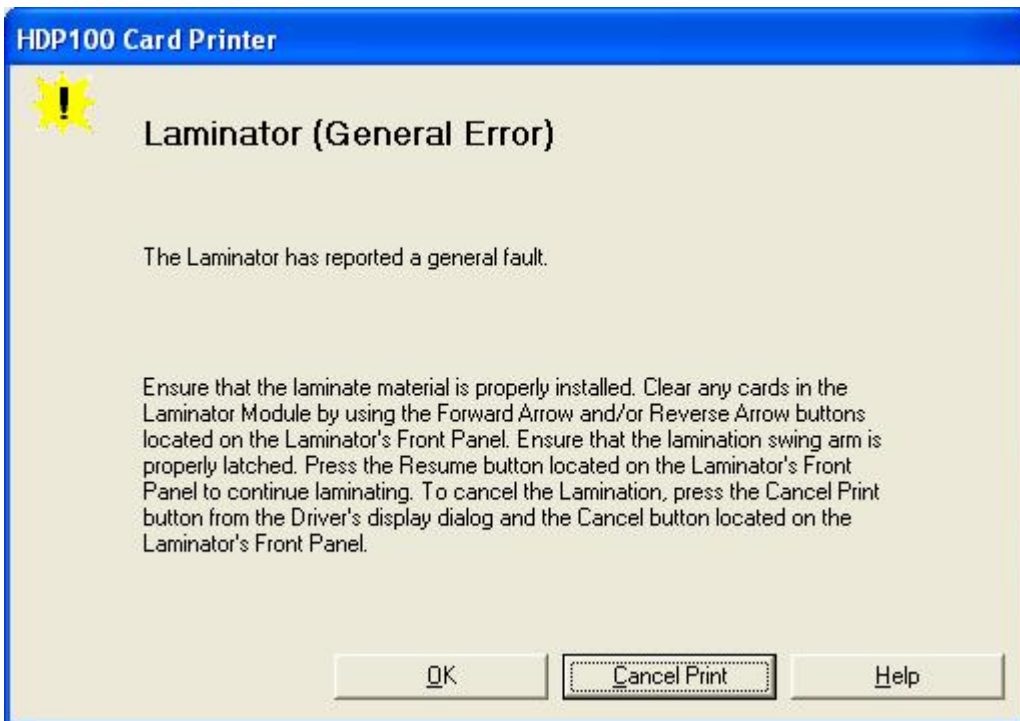 HDP100 Card Printer
!
Laminator (General Error)
The Laminator has reported a general fault.
Ensure that the laminate material is properly installed. Clear any cards in the
Laminator Module by using the Forward Arrow and/or Reverse Arrow buttons
located on the Laminator's Front Panel. Ensure that the lamination swing arm is
properly latched. Press the Resume button located on the Laminator's Front
Panel to continue laminating. To cancel the Lamination, press the Cancel Print
button from the Driver's display dialog and the Cancel button located on the
Laminator's Front Panel.
OK
Cancel Print
Help